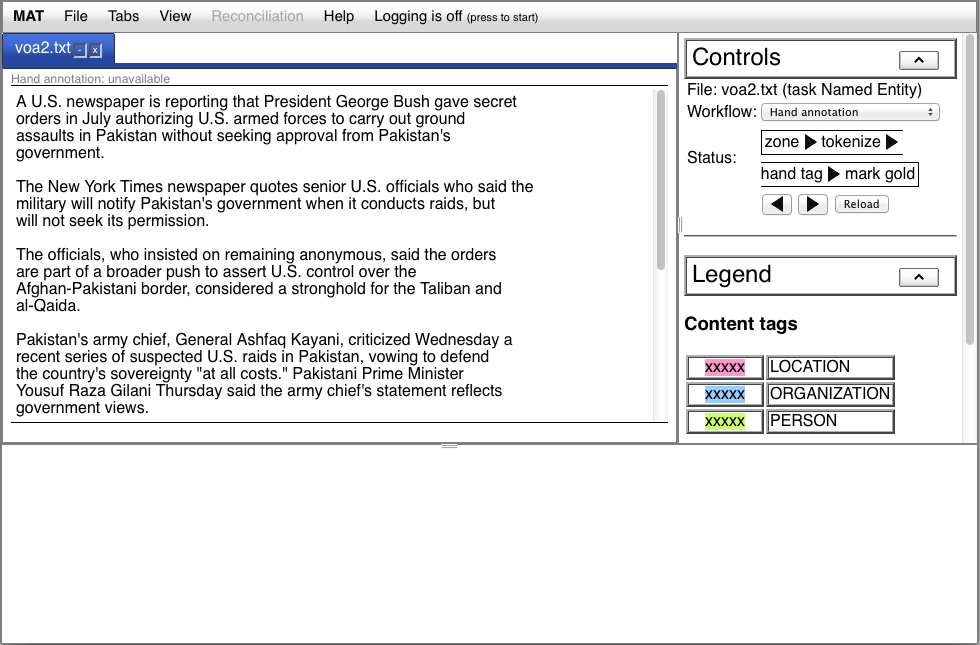 MAT File Tabs View Reconciliation Help Logging is off (press to start)
voa2.txt - x
Hand annotation: unavailable
A U.S. newspaper is reporting that President George Bush gave secret
orders in July authorizing U.S. armed forces to carry out ground
assaults in Pakistan without seeking approval from Pakistan's
government.
The New York Times newspaper quotes senior U.S. officials who said the
military will notify Pakistan's government when it conducts raids, but
will not seek its permission.
The officials, who insisted on remaining anonymous, said the orders
are part of a broader push to assert U.S. control over the
Afghan-Pakistani border, considered a stronghold for the Taliban and
al-Qaida.
Pakistan's army chief, General Ashfaq Kayani, criticized Wednesday a
recent series of suspected U.S. raids in Pakistan, vowing to defend
the country's sovereignty "at all costs." Pakistani Prime Minister
Yousuf Raza Gilani Thursday said the army chief's statement reflects
government views.
Controls
File: voa2.txt (task Named Entity)
Workflow: Hand annotation
Status:
zone tokenize
hand tag mark gold
Reload
Legend
Content tags
xxxxx LOCATION
xxxxx ORGANIZATION
xxxxx PERSON